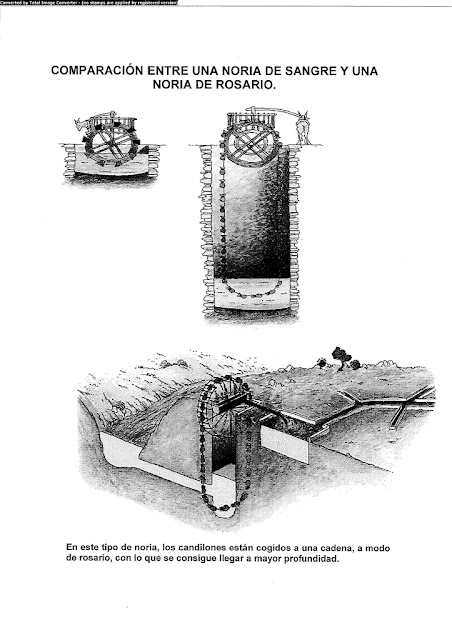 Converted by Total Image Converter - (no stamps are applied by registered version)
COMPARACIÓN ENTRE UNA NORIA DE SANGRE Y UNA
NORIA DE ROSARIO.
En este tipo de noria, los candilones están cogidos a una cadena, a modo
de rosario, con lo que se consigue llegar a mayor profundidad.